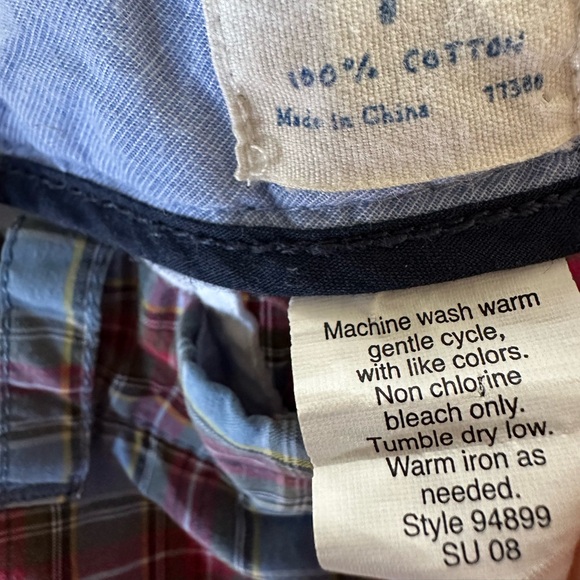 100% COTTON
Made in China 77300
Machine wash warm
gentle cycle,
with like colors.
Non chlorine
bleach only.
Tumble dry low.
Warm iron as
needed.
Style 94899
SU 08